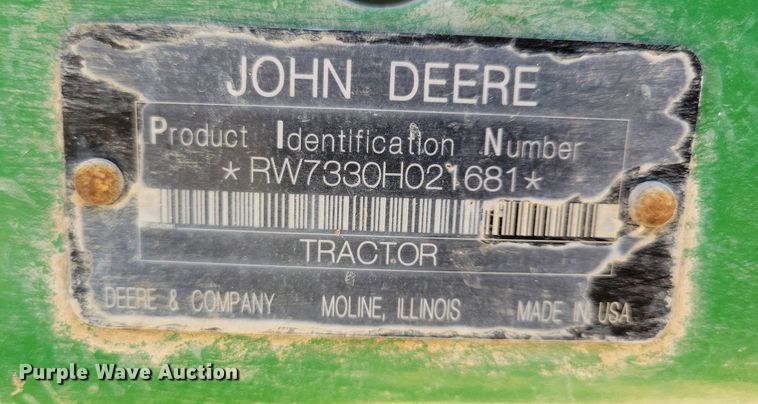 JOHN DEERE
Product Identification Number
*RW7330H021681*
TRACTOR
DEERE & COMPANY MOLINE, ILLINOIS MADE IN USA
Purple Wave Auction